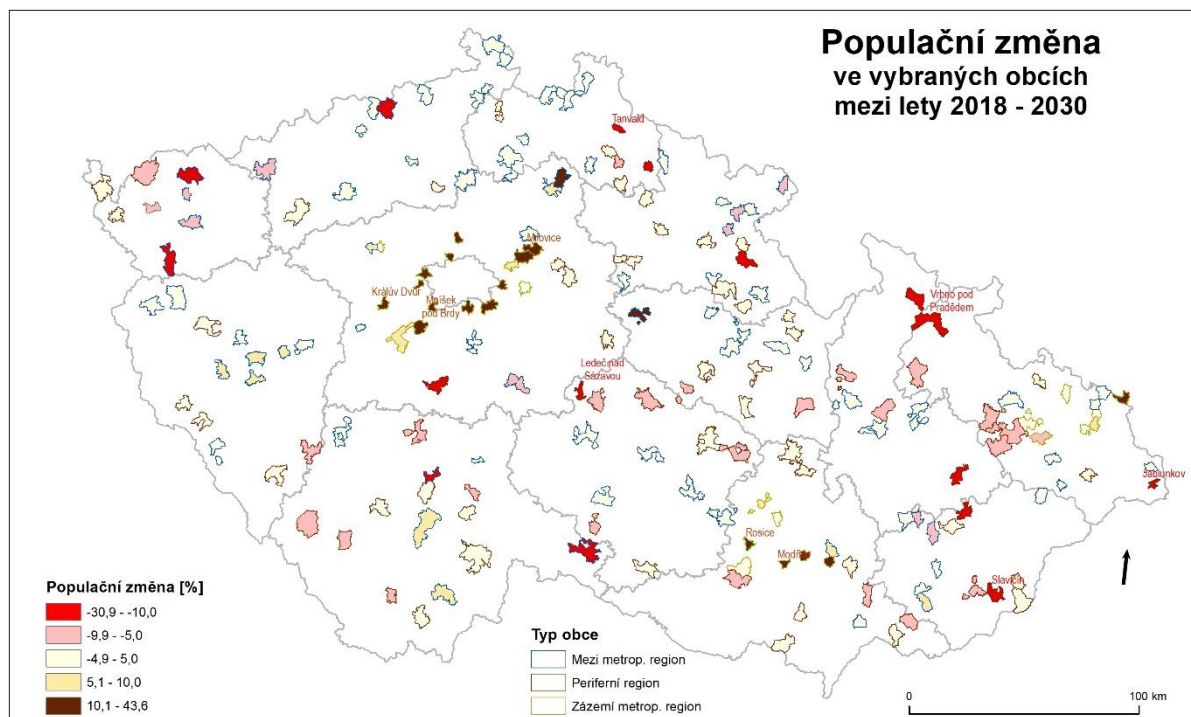 Populační změna
ve vybraných obcích
mezi lety 2018 - 2030
Tanvald
Milovice
Králův Dvůr
Mníšek
pod Brdy
Vrbno pod
Pradědem
Ledeč nad
Sázavou
Jablunkov
Rosice
Modřice
Slavičín
Populační změna [%]
-30,9 - -10,0
-9,9 - -5,0
-4,9 - 5,0
5,1 - 10,0
10,1 - 43,6
Typ obce
Mezi metrop. region
Periferní region
Zázemí metrop. region
0
100 km